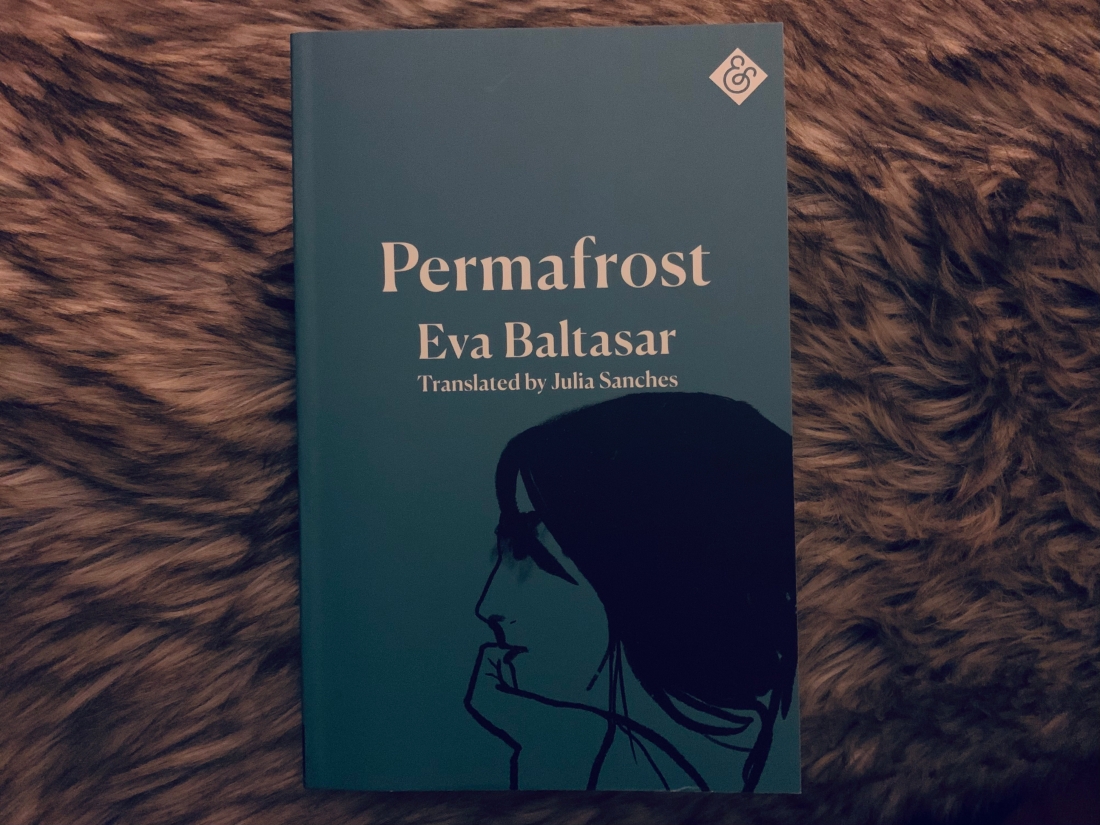 &
Permafrost
Eva Baltasar
Translated by Julia Sanches